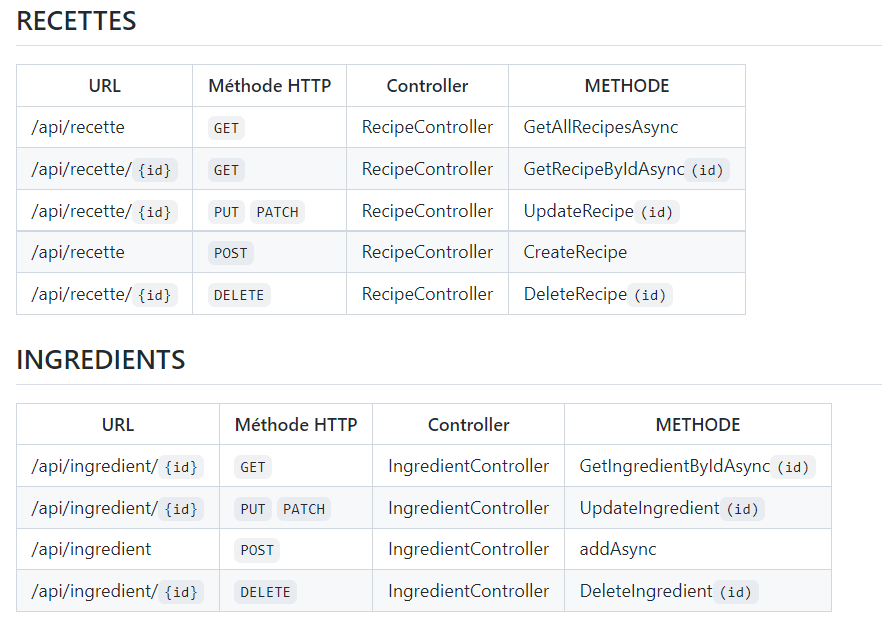 RECETTES
URL Méthode HTTP Controller METHODE
/api/recette GET RecipeController GetAllRecipesAsync
/api/recette/ {id} GET RecipeController GetRecipeByIdAsync (id)
/api/recette/ {id} PUT PATCH RecipeController UpdateRecipe (id)
/api/recette POST RecipeController CreateRecipe
/api/recette/ {id} DELETE RecipeController DeleteRecipe (id)
INGREDIENTS
URL Méthode HTTP Controller METHODE
/api/ingredient/ {id} GET IngredientController GetIngredientByIdAsync (id)
/api/ingredient/ {id} PUT PATCH IngredientController UpdateIngredient (id)
/api/ingredient POST IngredientController addAsync
/api/ingredient/ {id} DELETE IngredientController DeleteIngredient (id)